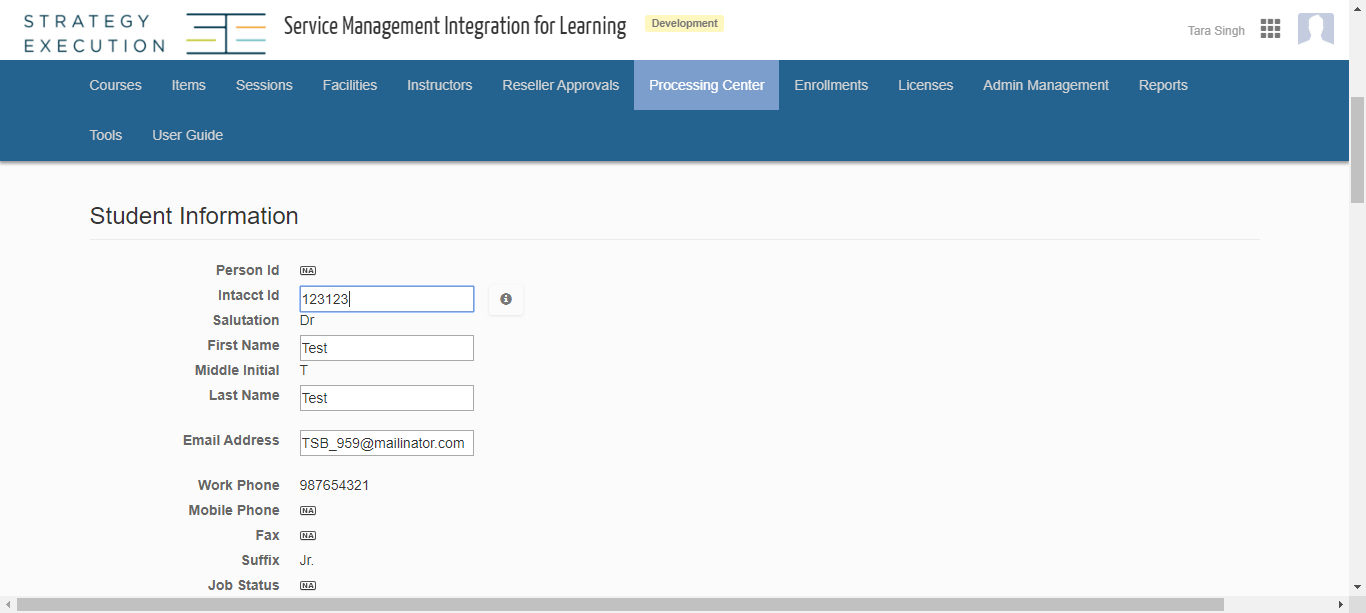 STRATEGY
EXECUTION
Service Management Integration for Learning
Development
Tara Singh
Courses Items Sessions Facilities Instructors Reseller Approvals Processing Center Enrollments Licenses Admin Management Reports
Tools User Guide
Student Information
Person Id NA
Intacct Id 123123
Salutation Dr
First Name Test
Middle Initial T
Last Name Test
Email Address TSB_959@mailinator.com
Work Phone 987654321
Mobile Phone NA
Fax NA
Suffix Jr.
Job Status NA